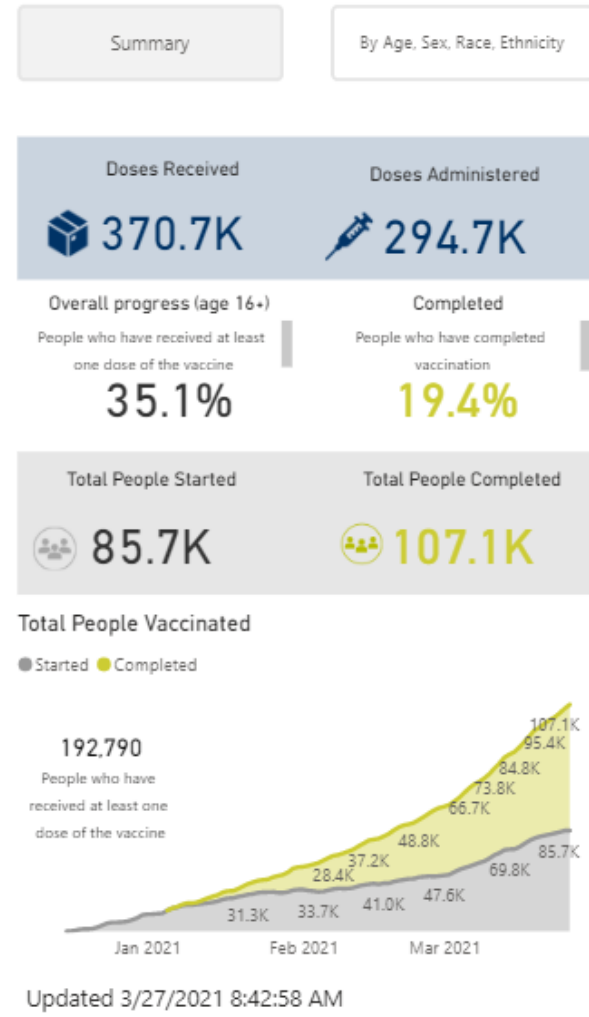 Summary
By Age, Sex, Race, Ethnicity
Doses Received
370.7K
Doses Administered
294.7K
Overall progress (age 16+)
People who have received at least
one dose of the vaccine
35.1%
Completed
People who have completed
vaccination
19.4%
Total People Started
85.7K
Total People Completed
107.1K
Total People Vaccinated
Started Completed
192,790
People who have
received at least one
dose of the vaccine
107.1K
95.4K
84.8K
73.8K
66.7K
48.8K
37.2K
28.4K
85.7K
69.8K
47.6K
41.0K
33.7K
31.3K
Jan 2021 Feb 2021 Mar 2021
Updated 3/27/2021 8:42:58 AM